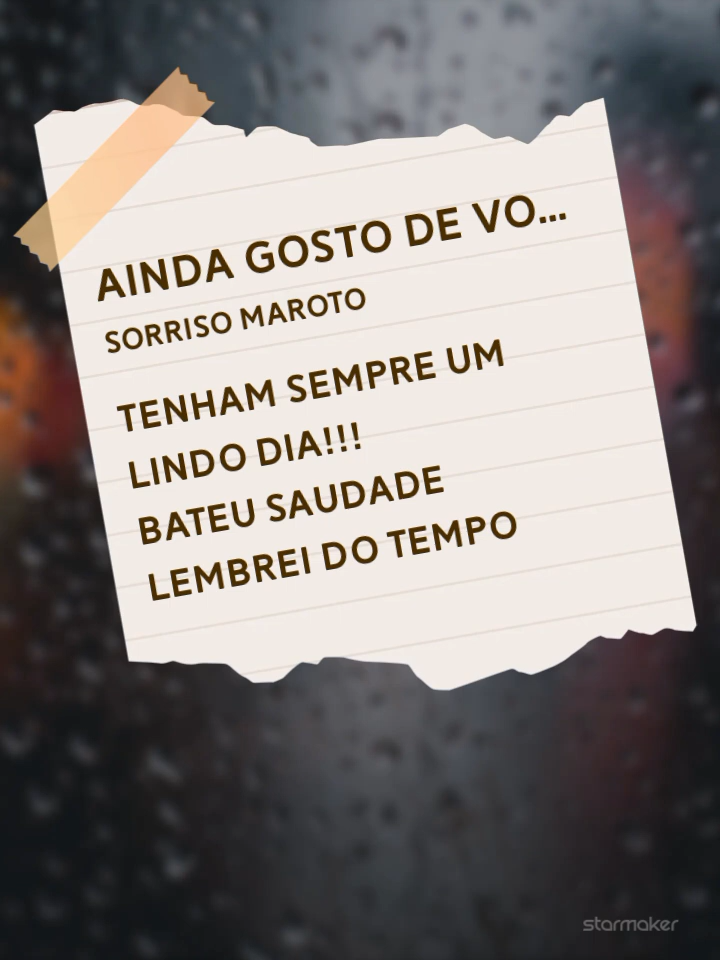 AINDA GOSTO DE VO...
SORRISO MAROTO
TENHAM SEMPRE UM
LINDO DIA!!!
BATEU SAUDADE
LEMBREI DO TEMPO
starmaker